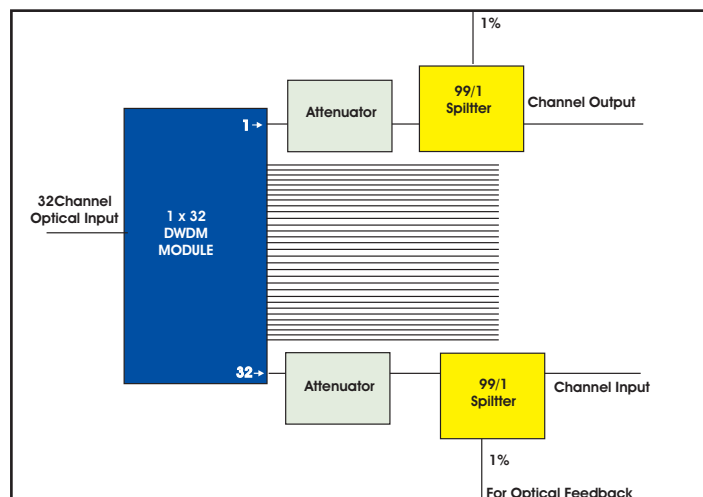 1%
99/1
Spiltter
Channel Output
Attenuator
1
32Channel
Optical Input
1 x 32
DWDM
MODULE
32
Attenuator
99/1
Spiltter
Channel Input
1%
For Optical Feedback